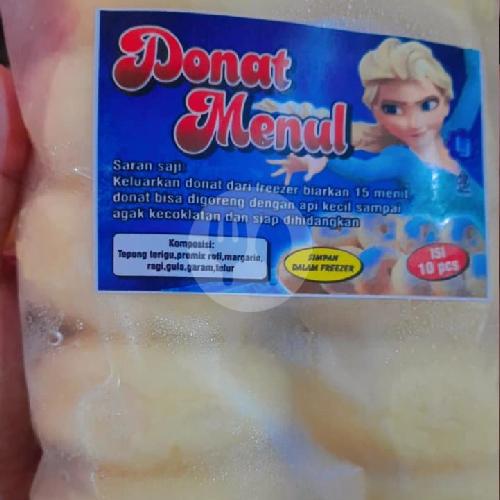 Donat
Menul
Saran saji:
Keluarkan donat dari freezer biarkan 15 menit
donat bisa digoreng dengan api kecil sampai
agak kecoklatan dan siap dihidangkan
Komposisi:
Tepung terigu,premix roti,margarin,
ragi,gula,garam,telur
SIMPAN
DALAM FREEZER
ISI
10 pcs